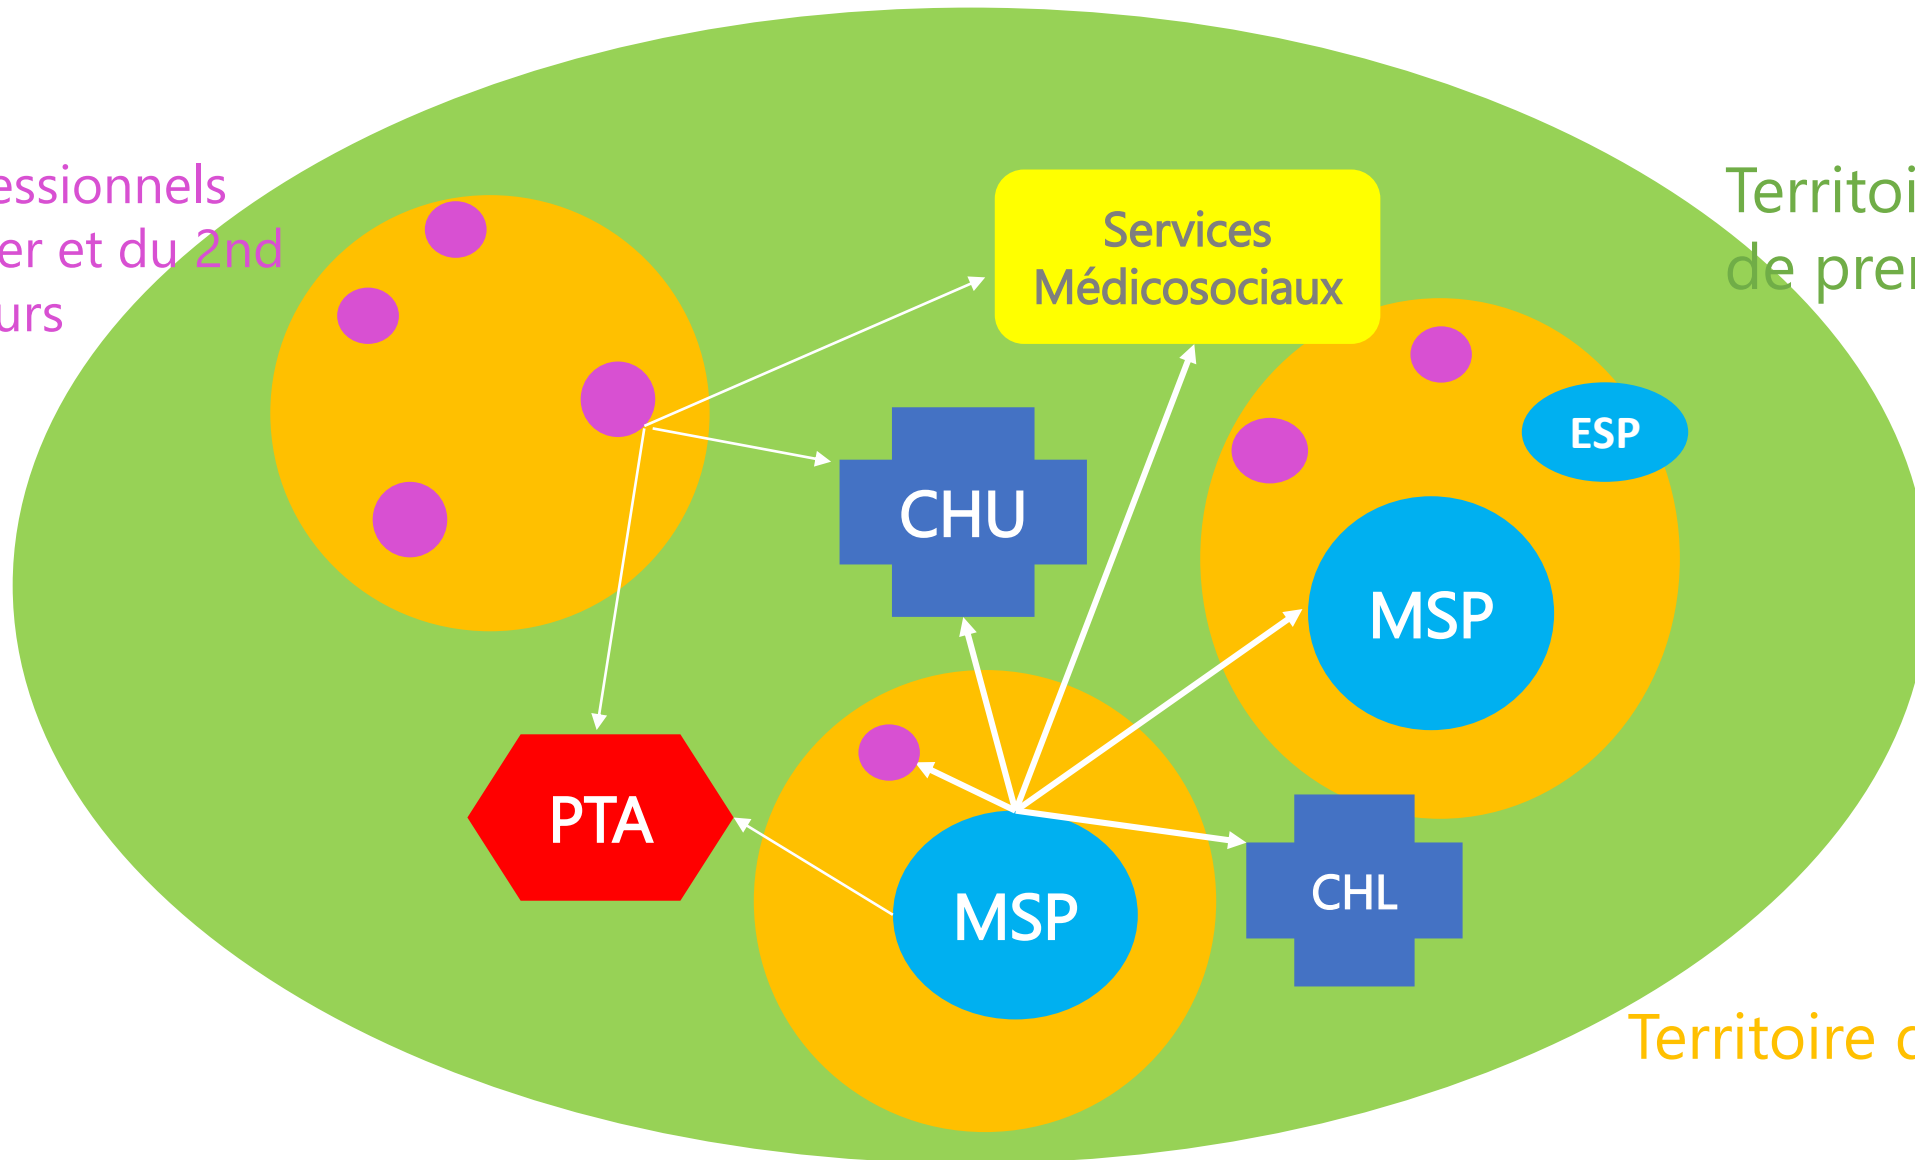 essionnels
er et du 2nd
urs
Services
Médicosociaux
Territoi
de prer
ESP
CHU
MSP
PTA
MSP
CHL
Territoire